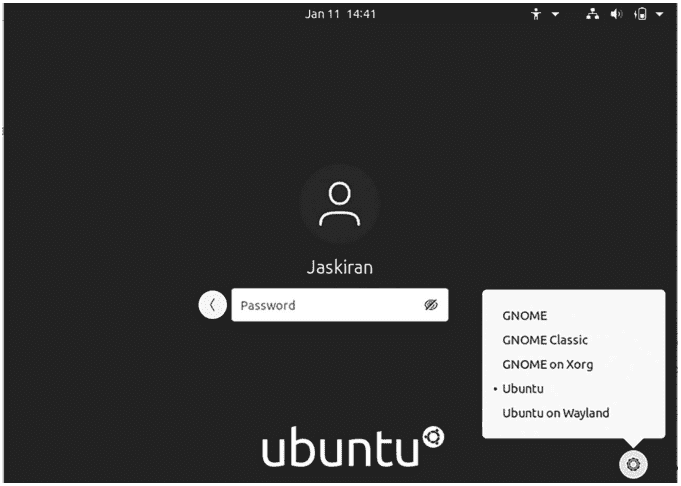 Jan 11 14:41
Jaskiran
Password
GNOME
GNOME Classic
GNOME on Xorg
Ubuntu
Ubuntu on Wayland
ubuntu